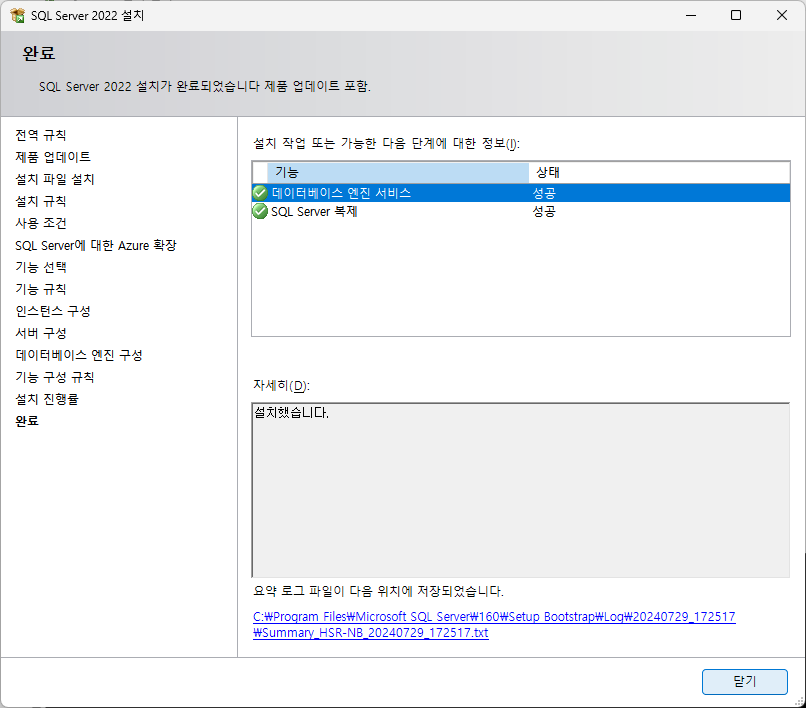 SQL Server 2022 설치
완료
SQL Server 2022 설치가 완료되었습니다 제품 업데이트 포함.
전역 규칙
제품 업데이트
설치 파일 설치
설치 규칙
사용 조건
SQL Server에 대한 Azure 확장
기능 선택
기능 규칙
인스턴스 구성
서버 구성
데이터베이스 엔진 구성
기능 구성 규칙
설치 진행률
완료
설치 작업 또는 가능한 다음 단계에 대한 정보(I):
기능 상태
데이터베이스 엔진 서비스 성공
SQL Server 복제 성공
자세히(D):
설치했습니다.
요약 로그 파일이 다음 위치에 저장되었습니다.
C:₩Program Files₩Microsoft SQL Server₩160₩Setup Bootstrap₩Log₩20240729_172517
₩Summary_HSR-NB_20240729_172517.txt
닫기